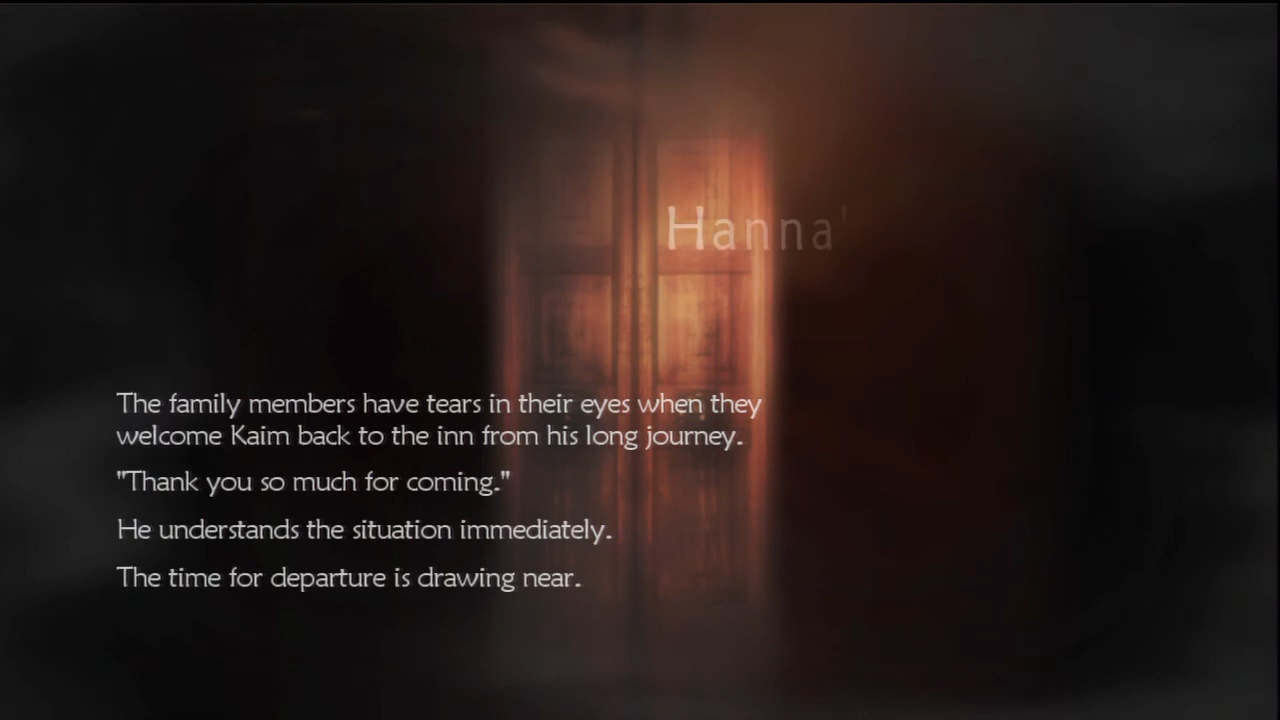 Hanna'
The family members have tears in their eyes when they
welcome Kaim back to the inn from his long journey.
"Thank you so much for coming."
He understands the situation immediately.
The time for departure is drawing near.